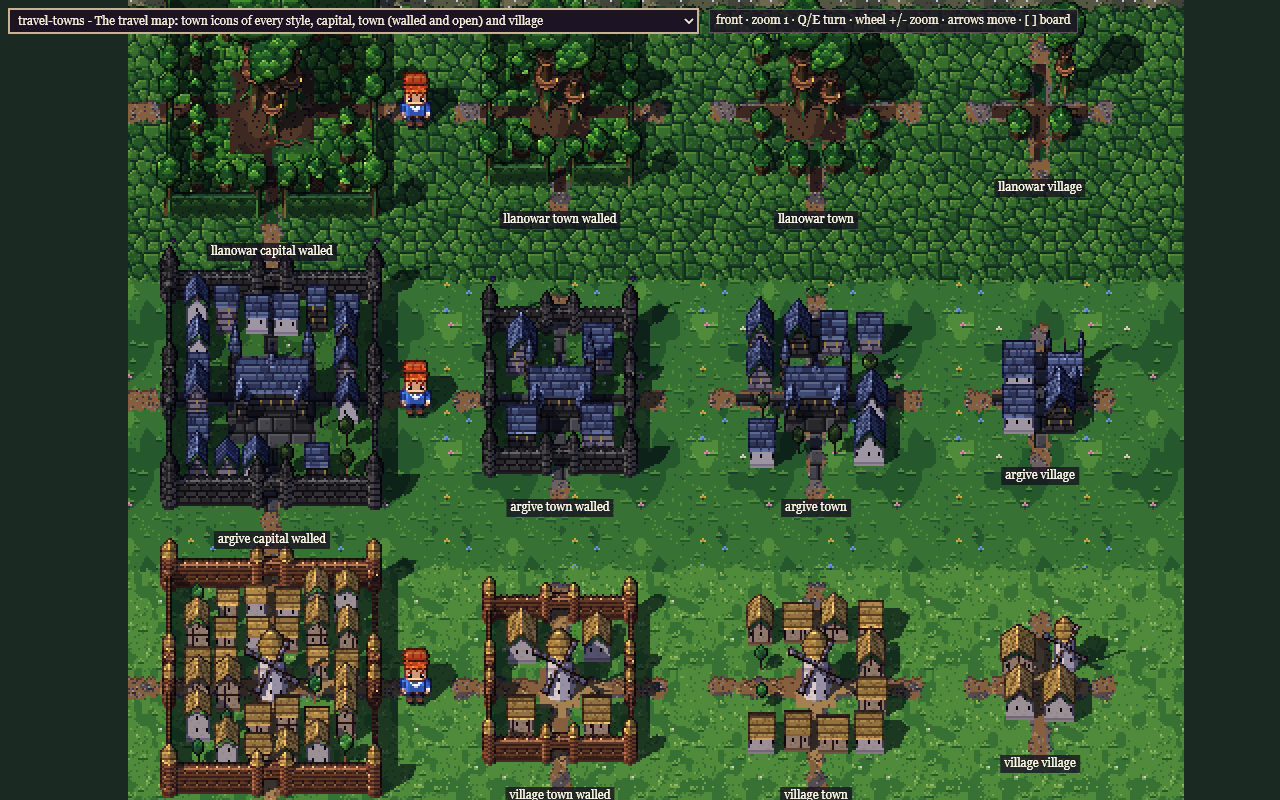 travel-towns - The travel map: town icons of every style, capital, town (walled and open) and village
front · zoom 1 · Q/E turn · wheel +/- zoom · arrows move · [ ] board
llanowar village
llanowar town walled
llanowar town
llanowar capital walled
argive village
argive town walled
argive town
argive capital walled
village village
village town walled
village town